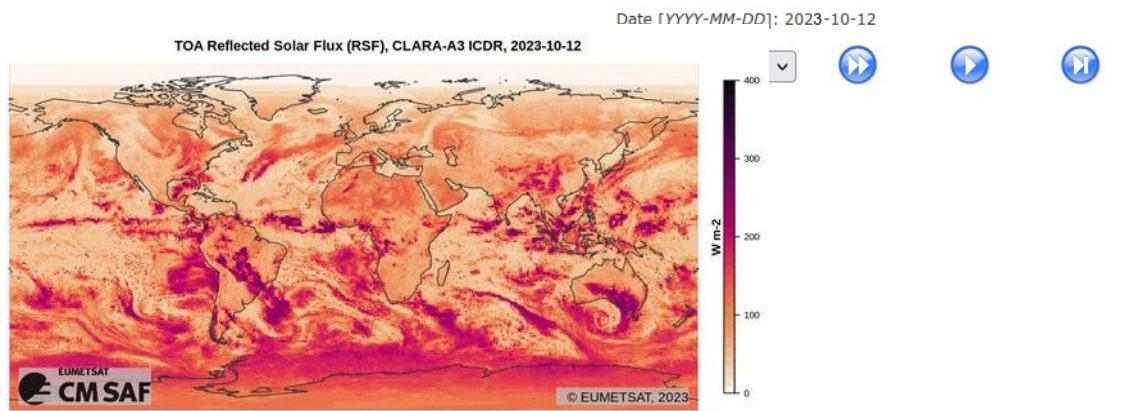 Date [YYYY-MM-DD]: 2023-10-12
TOA Reflected Solar Flux (RSF), CLARA-A3 ICDR, 2023-10-12
400
300
W m-2
200
100
0
EUMETSAT
CM SAF
© EUMETSAT, 2023